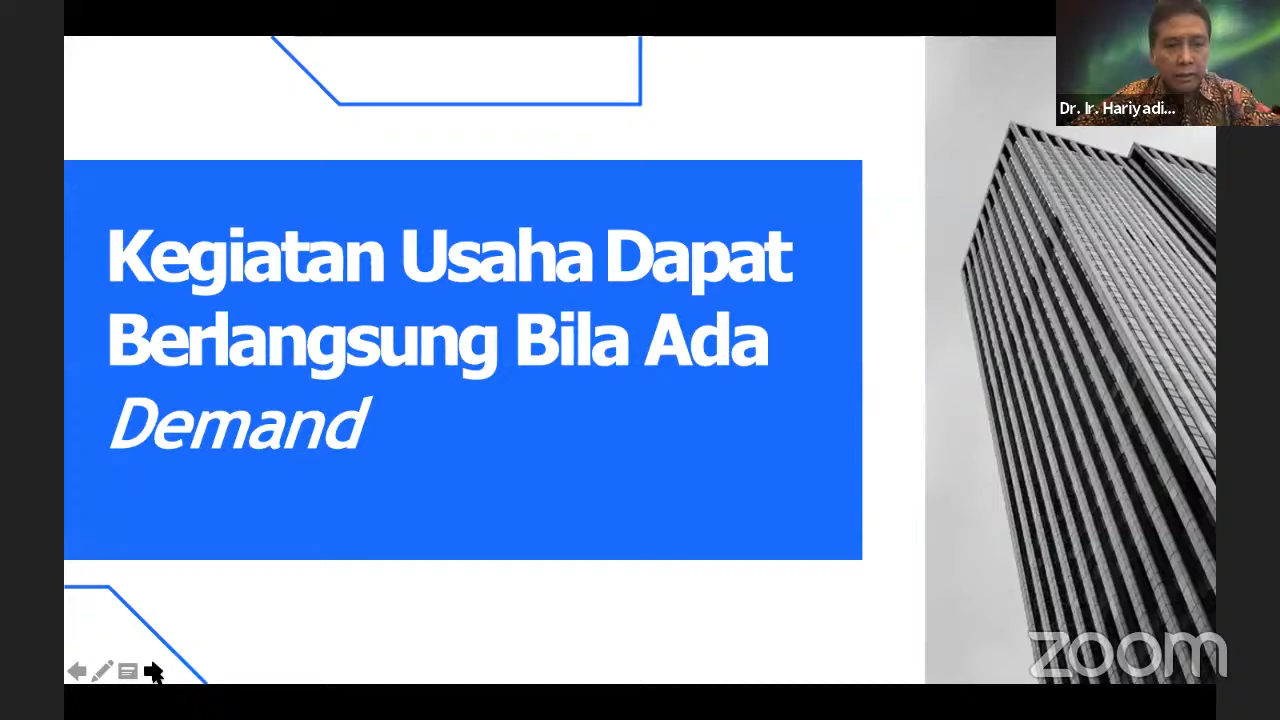 Dr. Ir. Hariyadi...
Kegiatan Usaha Dapat
Berlangsung Bila Ada
Demand
zoom